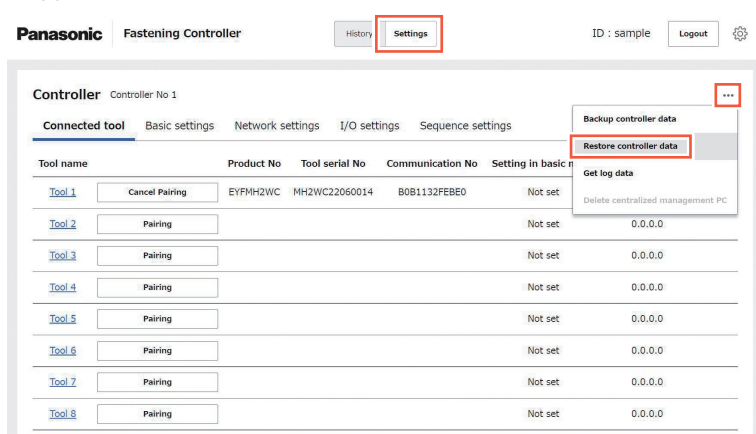 Panasonic Fastening Controller History Settings ID : sample Logout
Controller Controller No 1 ...
Connected tool Basic settings Network settings I/O settings Sequence settings
Backup controller data
Restore controller data
Get log data
Delete centralized management PC
Tool name Product No Tool serial No Communication No Setting in basic
Tool 1 Cancel Pairing EYFMH2WC MH2WC22060014 B0B1132FEBE0 Not set
Tool 2 Pairing Not set 0.0.0.0
Tool 3 Pairing Not set 0.0.0.0
Tool 4 Pairing Not set 0.0.0.0
Tool 5 Pairing Not set 0.0.0.0
Tool 6 Pairing Not set 0.0.0.0
Tool 7 Pairing Not set 0.0.0.0
Tool 8 Pairing Not set 0.0.0.0